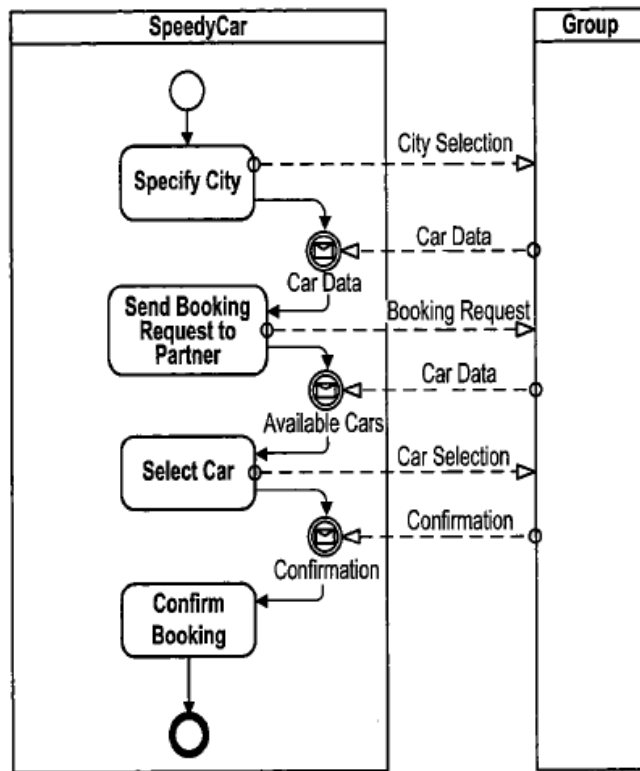 SpeedyCar
Group
City Selection
Specify City
Car Data
Car Data
Send Booking
Request to
Partner
Booking Request
Car Data
Available Cars
Select Car
Car Selection
Confirmation
Confirmation
Confirm
Booking